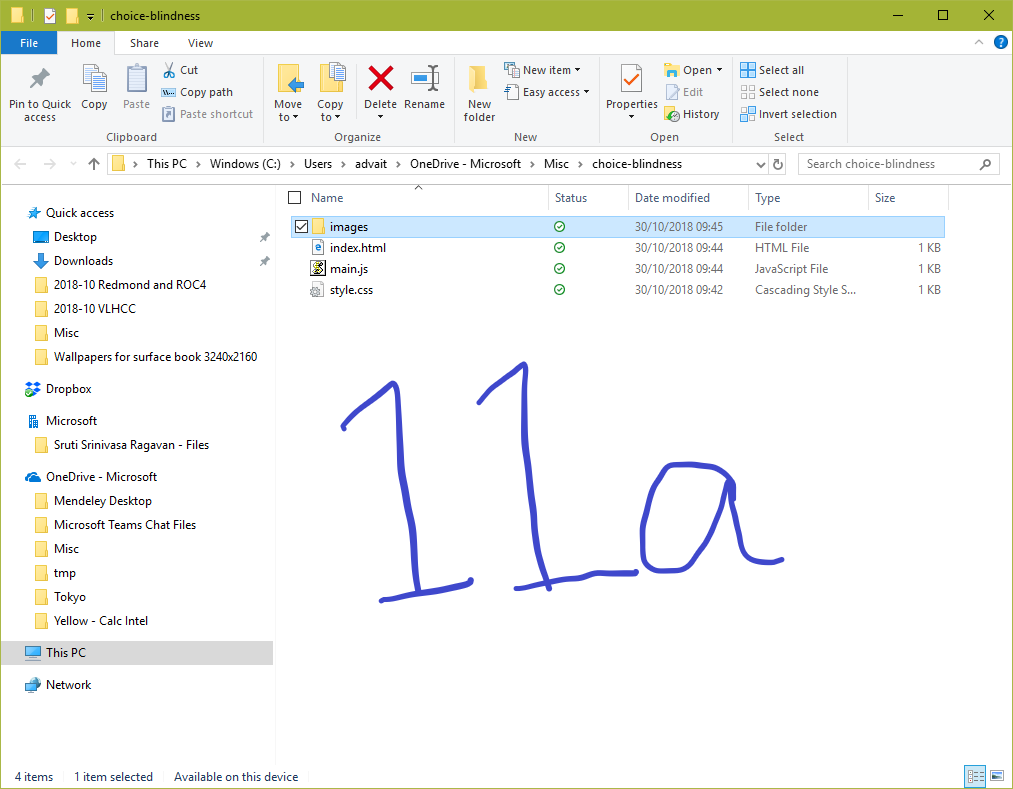 choice-blindness
File Home Share View
Pin to Quick access
Copy
Paste
Cut
Copy path
Paste shortcut
Clipboard
Move to
Copy to
Delete
Rename
Organize
New folder
New item
Easy access
New
Properties
Open
Edit
History
Open
Select all
Select none
Invert selection
Select
This PC > Windows (C:) > Users > advait > OneDrive - Microsoft > Misc > choice-blindness
Search choice-blindness
Quick access
Desktop
Downloads
2018-10 Redmond and ROC4
2018-10 VLHCC
Misc
Wallpapers for surface book 3240x2160
Dropbox
Microsoft
Sruti Srinivasa Ragavan - Files
OneDrive - Microsoft
Mendeley Desktop
Microsoft Teams Chat Files
Misc
tmp
Tokyo
Yellow - Calc Intel
This PC
Network
Name Status Date modified Type Size
images 30/10/2018 09:45 File folder
index.html 30/10/2018 09:44 HTML File 1 KB
main.js 30/10/2018 09:44 JavaScript File 1 KB
style.css 30/10/2018 09:42 Cascading Style S... 1 KB
11a
4 items 1 item selected Available on this device